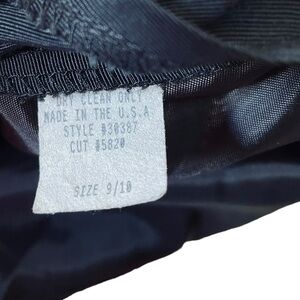 DRY CLEAN ONLY
MADE IN THE U.S.A
STYLE #30387
CUT #5820
SIZE 9/10